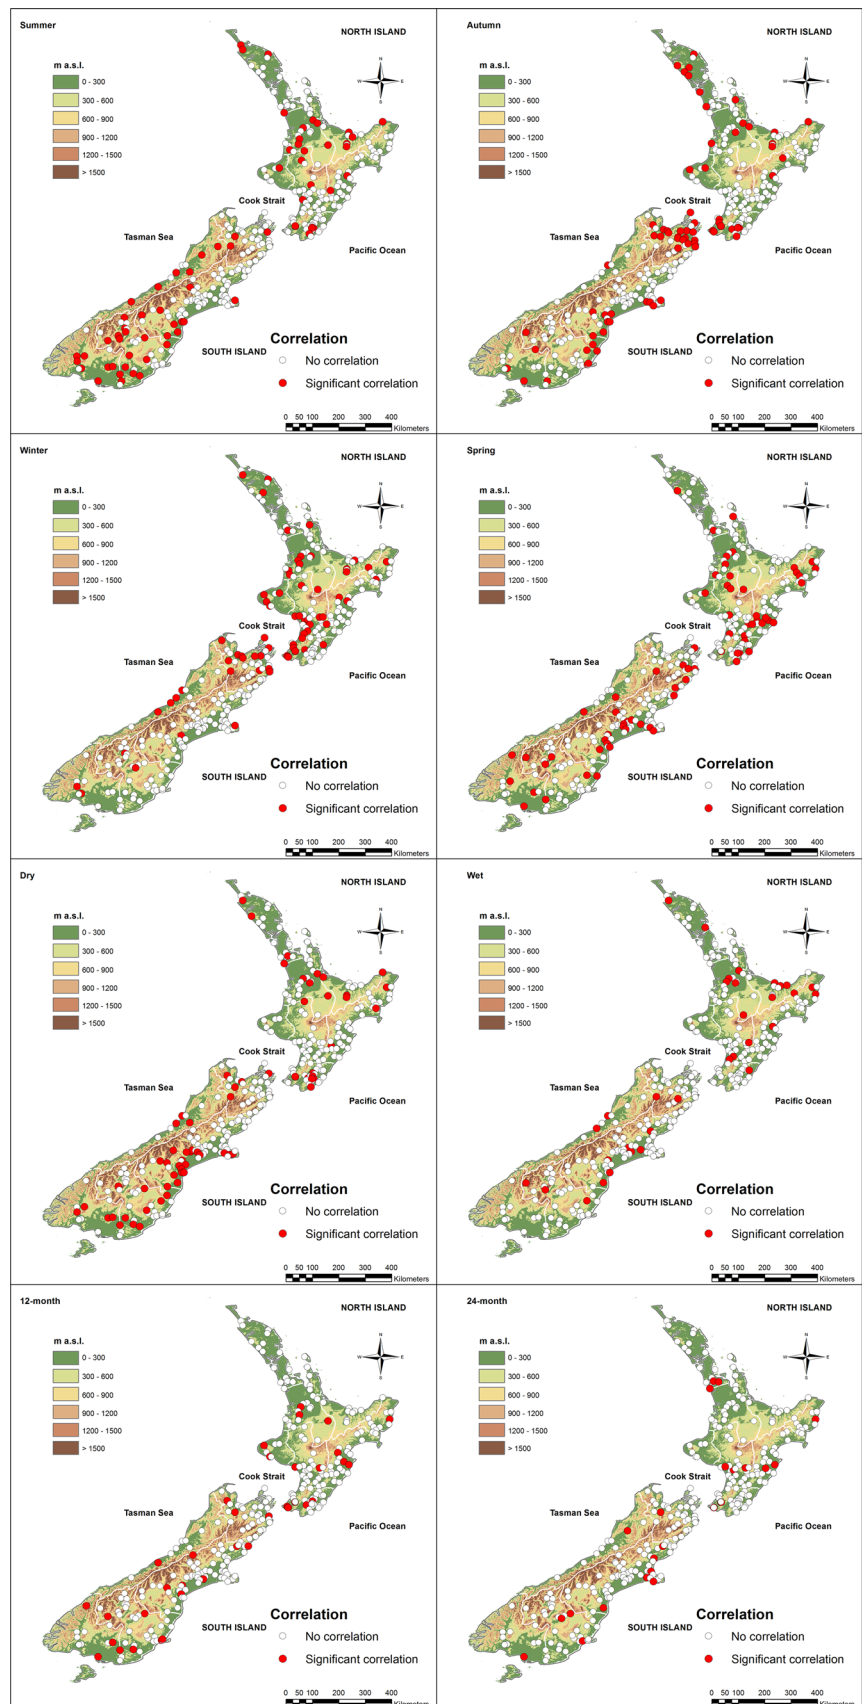 Summer
NORTH ISLAND
m a.s.l.
0 - 300
300 - 600
600 - 900
900 - 1200
1200 - 1500
> 1500
N
W E
S
Cook Strait
Tasman Sea
Pacific Ocean
SOUTH ISLAND
Correlation
No correlation
Significant correlation
0 50 100 200 300 400
Kilometers
Autumn
NORTH ISLAND
m a.s.l.
0 - 300
300 - 600
600 - 900
900 - 1200
1200 - 1500
> 1500
N
W E
S
Cook Strait
Tasman Sea
Pacific Ocean
SOUTH ISLAND
Correlation
No correlation
Significant correlation
0 50 100 200 300 400
Kilometers
Winter
NORTH ISLAND
m a.s.l.
0 - 300
300 - 600
600 - 900
900 - 1200
1200 - 1500
> 1500
N
W E
S
Cook Strait
Tasman Sea
Pacific Ocean
SOUTH ISLAND
Correlation
No correlation
Significant correlation
0 50 100 200 300 400
Kilometers
Spring
NORTH ISLAND
m a.s.l.
0 - 300
300 - 600
600 - 900
900 - 1200
1200 - 1500
> 1500
N
W E
S
Cook Strait
Tasman Sea
Pacific Ocean
SOUTH ISLAND
Correlation
No correlation
Significant correlation
0 50 100 200 300 400
Kilometers
Dry
NORTH ISLAND
m a.s.l.
0 - 300
300 - 600
600 - 900
900 - 1200
1200 - 1500
> 1500
N
W E
S
Cook Strait
Tasman Sea
Pacific Ocean
SOUTH ISLAND
Correlation
No correlation
Significant correlation
0 50 100 200 300 400
Kilometers
Wet
NORTH ISLAND
m a.s.l.
0 - 300
300 - 600
600 - 900
900 - 1200
1200 - 1500
> 1500
N
W E
S
Cook Strait
Tasman Sea
Pacific Ocean
SOUTH ISLAND
Correlation
No correlation
Significant correlation
0 50 100 200 300 400
Kilometers
12-month
NORTH ISLAND
m a.s.l.
0 - 300
300 - 600
600 - 900
900 - 1200
1200 - 1500
> 1500
N
W E
S
Cook Strait
Tasman Sea
Pacific Ocean
SOUTH ISLAND
Correlation
No correlation
Significant correlation
0 50 100 200 300 400
Kilometers
24-month
NORTH ISLAND
m a.s.l.
0 - 300
300 - 600
600 - 900
900 - 1200
1200 - 1500
> 1500
N
W E
S
Cook Strait
Tasman Sea
Pacific Ocean
SOUTH ISLAND
Correlation
No correlation
Significant correlation
0 50 100 200 300 400
Kilometers